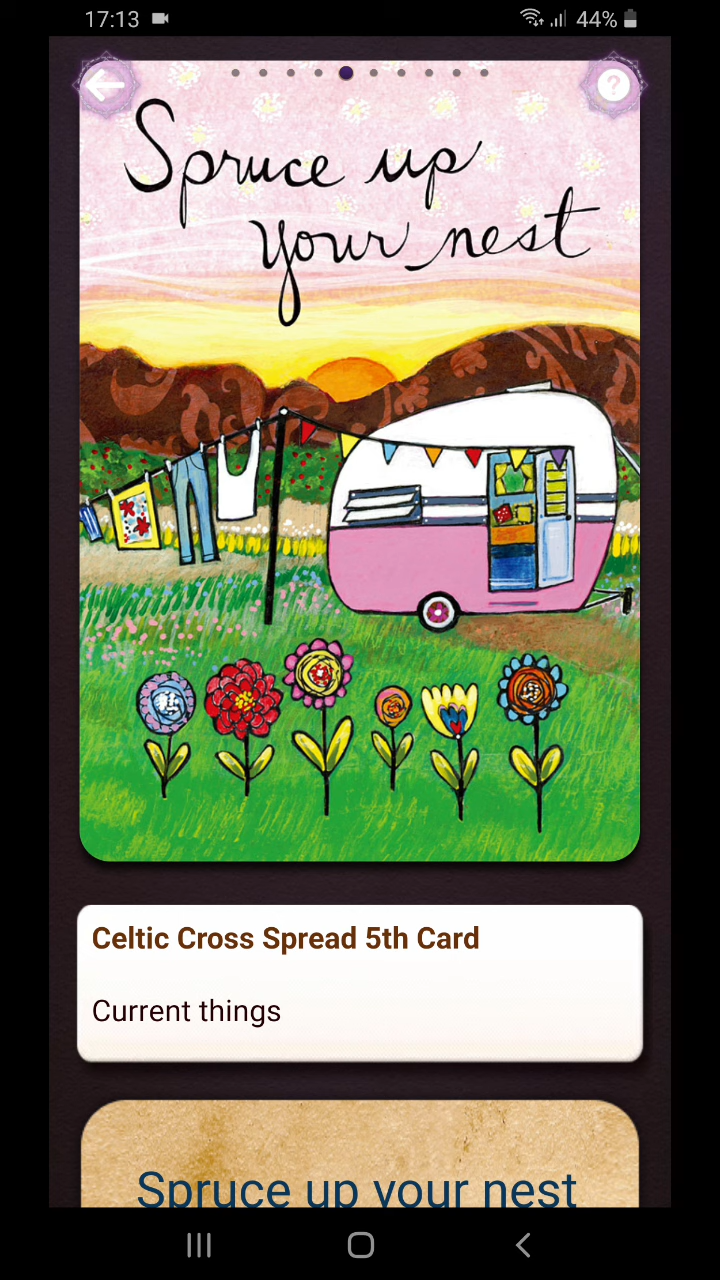 17:13
44%
?
Spruce up
your nest
Celtic Cross Spread 5th Card
Current things
Spruce up your nest